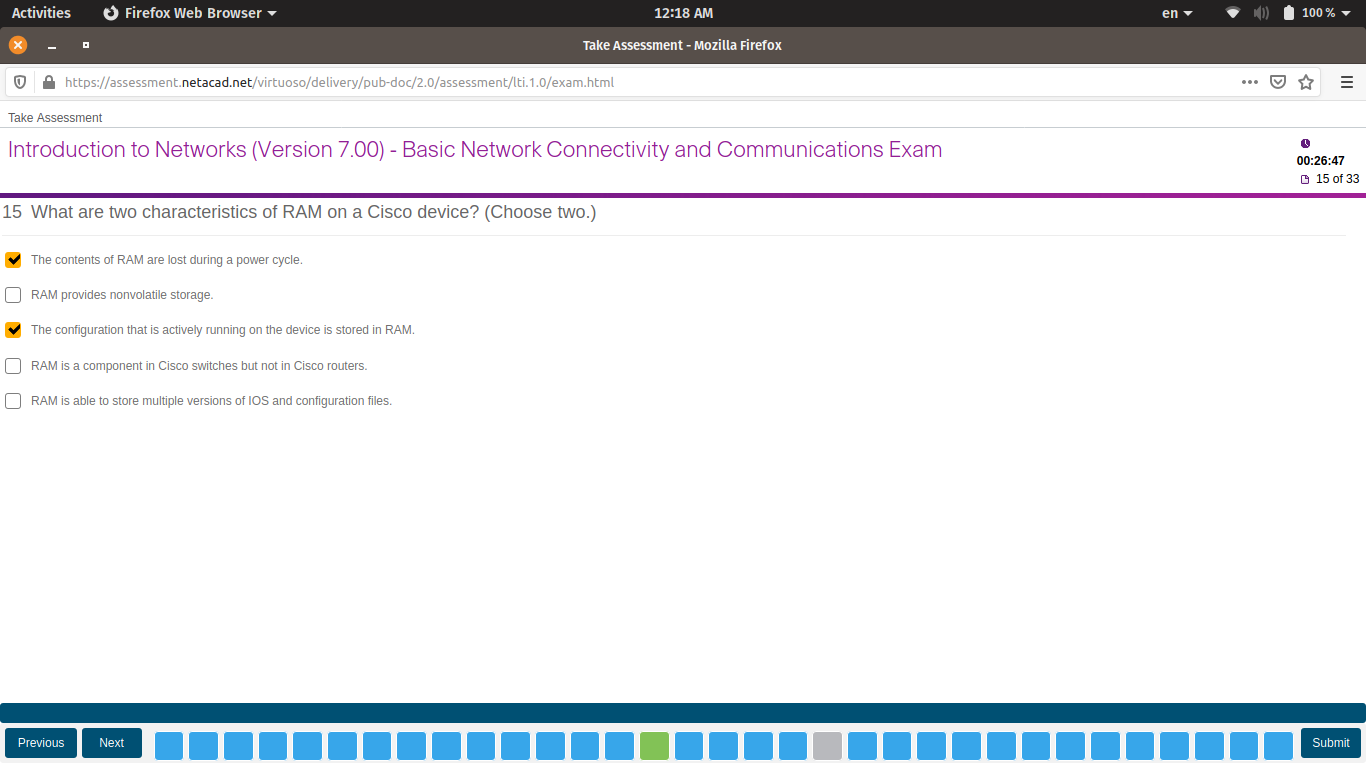 Activities Firefox Web Browser 12:18 AM en 100 %
Take Assessment - Mozilla Firefox
https://assessment.netacad.net/virtuoso/delivery/pub-doc/2.0/assessment/lti.1.0/exam.html
Take Assessment
Introduction to Networks (Version 7.00) - Basic Network Connectivity and Communications Exam
00:26:47
15 of 33
15 What are two characteristics of RAM on a Cisco device? (Choose two.)
The contents of RAM are lost during a power cycle.
RAM provides nonvolatile storage.
The configuration that is actively running on the device is stored in RAM.
RAM is a component in Cisco switches but not in Cisco routers.
RAM is able to store multiple versions of IOS and configuration files.
Previous Next Submit